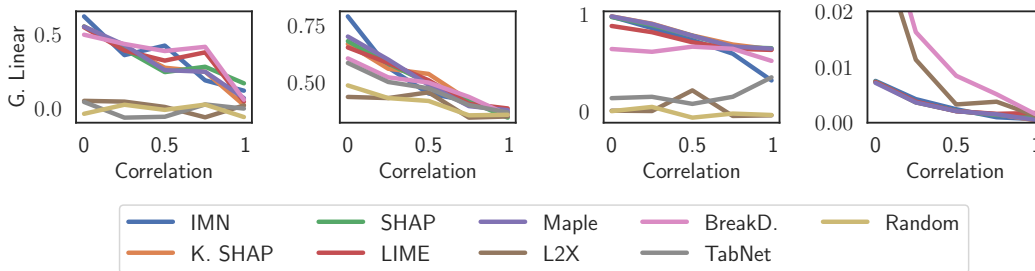 G. Linear
0.5
0.0
0 0.5 1
Correlation
0.75
0.50
0 0.5 1
Correlation
1
0
0 0.5 1
Correlation
0.02
0.01
0.00
0 0.5 1
Correlation
IMN SHAP Maple BreakD. Random
K. SHAP LIME L2X TabNet